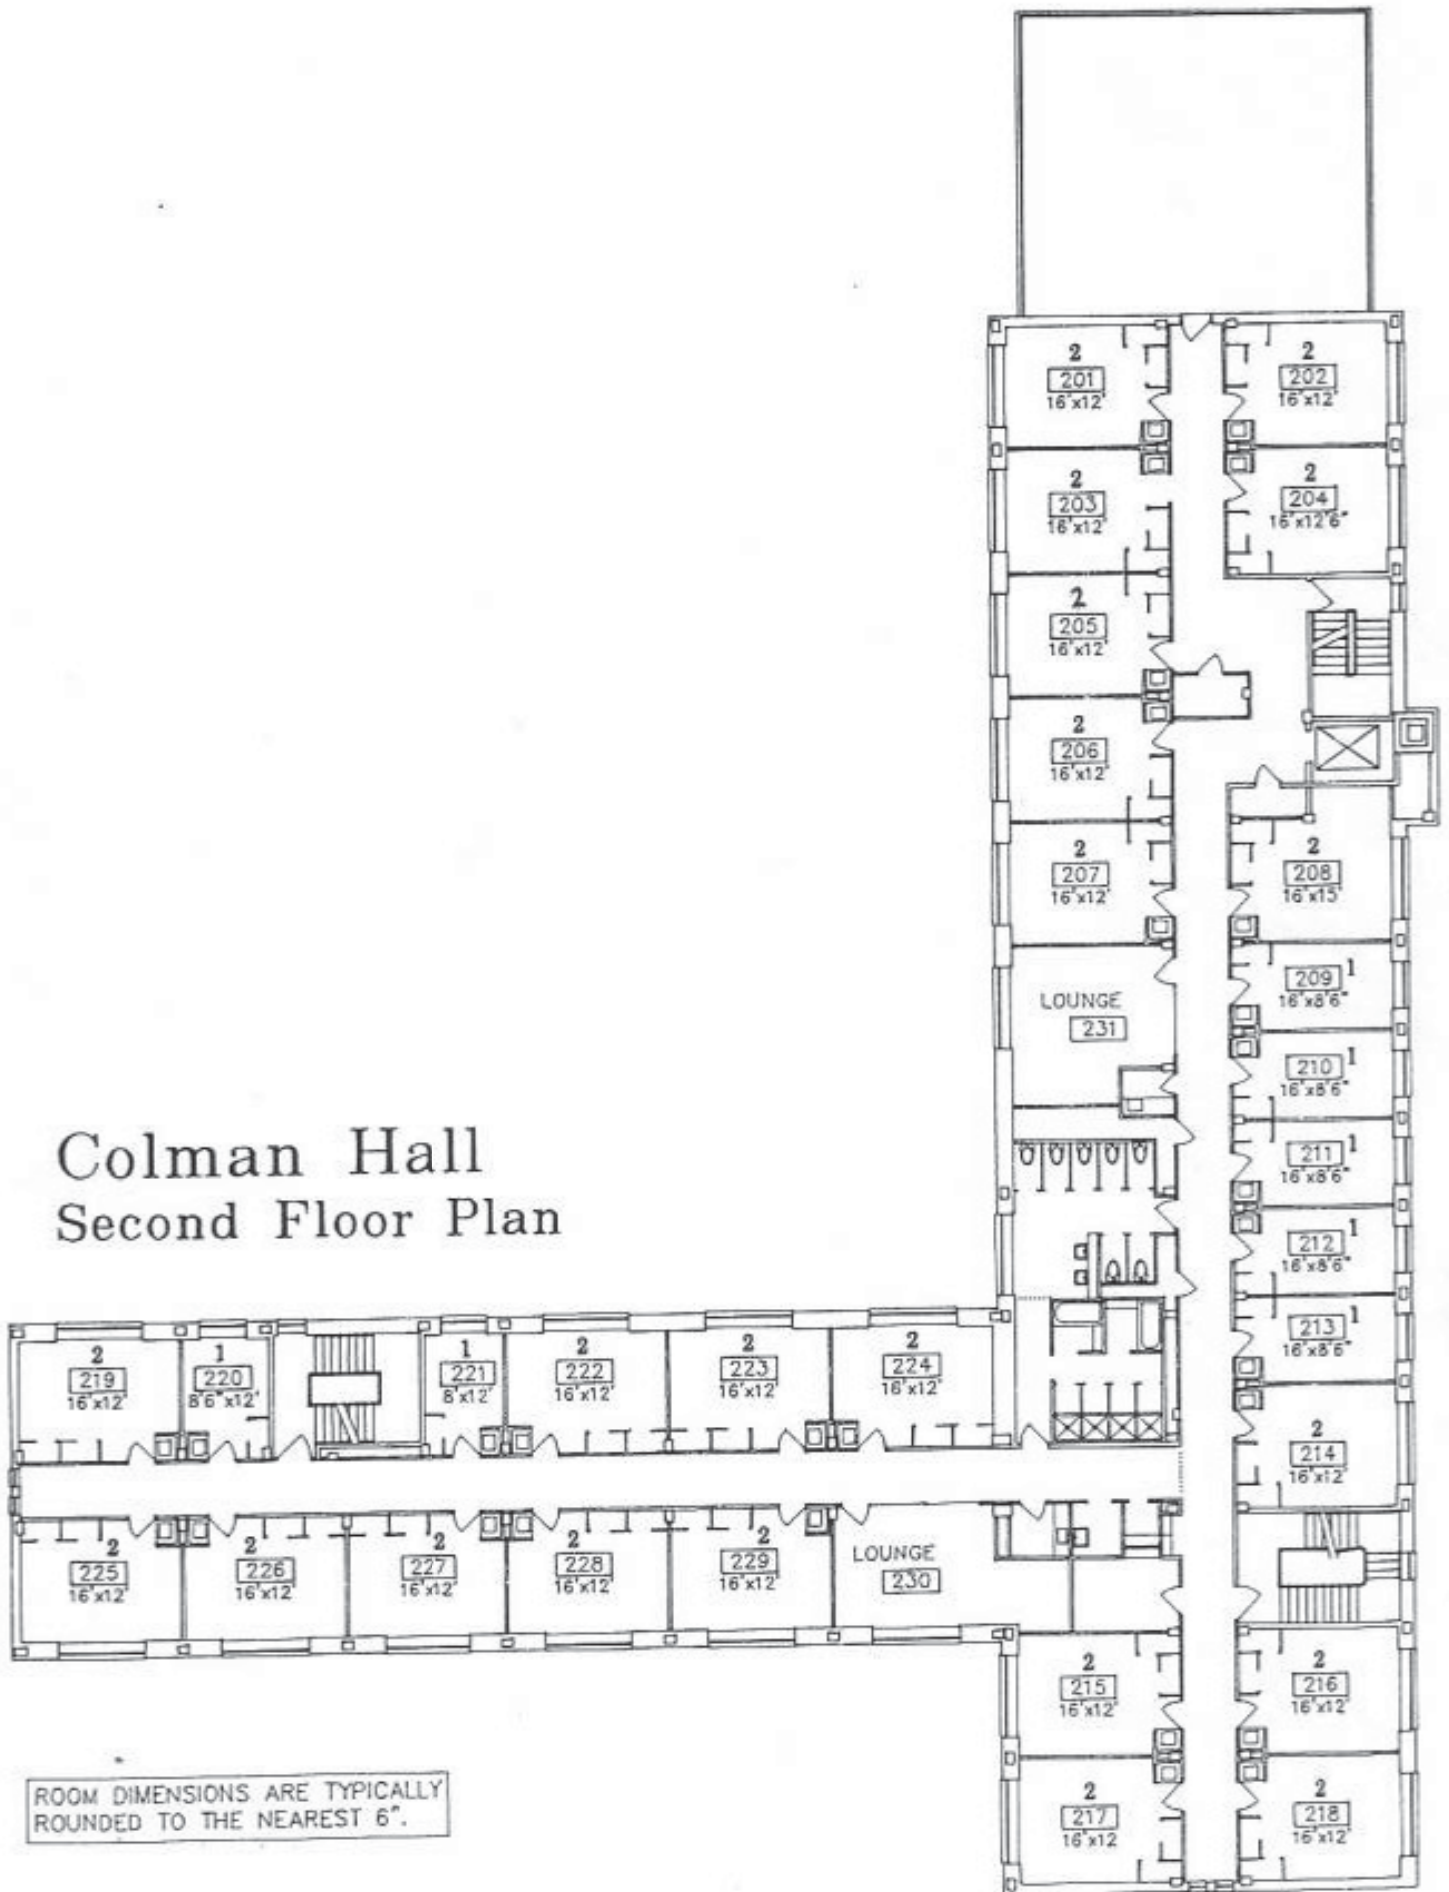 2
201
16'x12'
2
202
16'x12'
2
203
16'x12'
2
204
16'x12'6"
2
205
16'x12'
2
206
16'x12'
2
207
16'x12'
2
208
16'x15'
209 1
16'x8'6"
LOUNGE
231
210 1
16'x8'6"
211 1
16'x8'6"
212 1
16'x8'6"
213 1
16'x8'6"
2
214
16'x12'
Colman Hall
Second Floor Plan
2
219
16'x12'
1
220
8'6"x12'
1
221
8'x12'
2
222
16'x12'
2
223
16'x12'
2
224
16'x12'
2
225
16'x12'
2
226
16'x12'
2
227
16'x12'
2
228
16'x12'
2
229
16'x12'
LOUNGE
230
2
215
16'x12'
2
216
16'x12'
2
217
16'x12
2
218
16'x12'
ROOM DIMENSIONS ARE TYPICALLY
ROUNDED TO THE NEAREST 6".